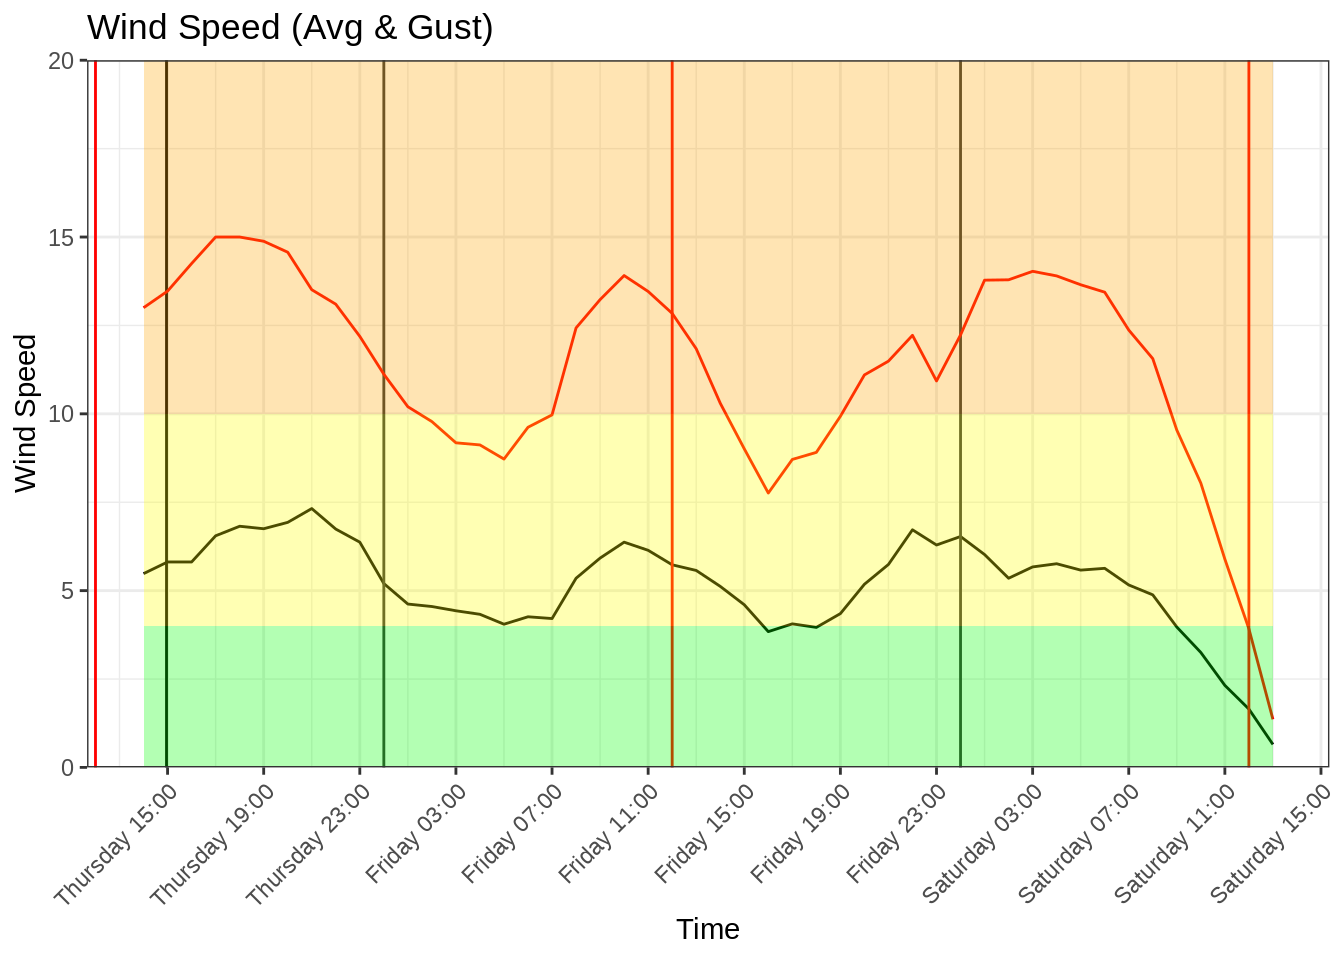 Wind Speed (Avg & Gust)
20
15
10
5
0
Wind Speed
Thursday 15:00
Thursday 19:00
Thursday 23:00
Friday 03:00
Friday 07:00
Friday 11:00
Friday 15:00
Friday 19:00
Friday 23:00
Saturday 03:00
Saturday 07:00
Saturday 11:00
Saturday 15:00
Time